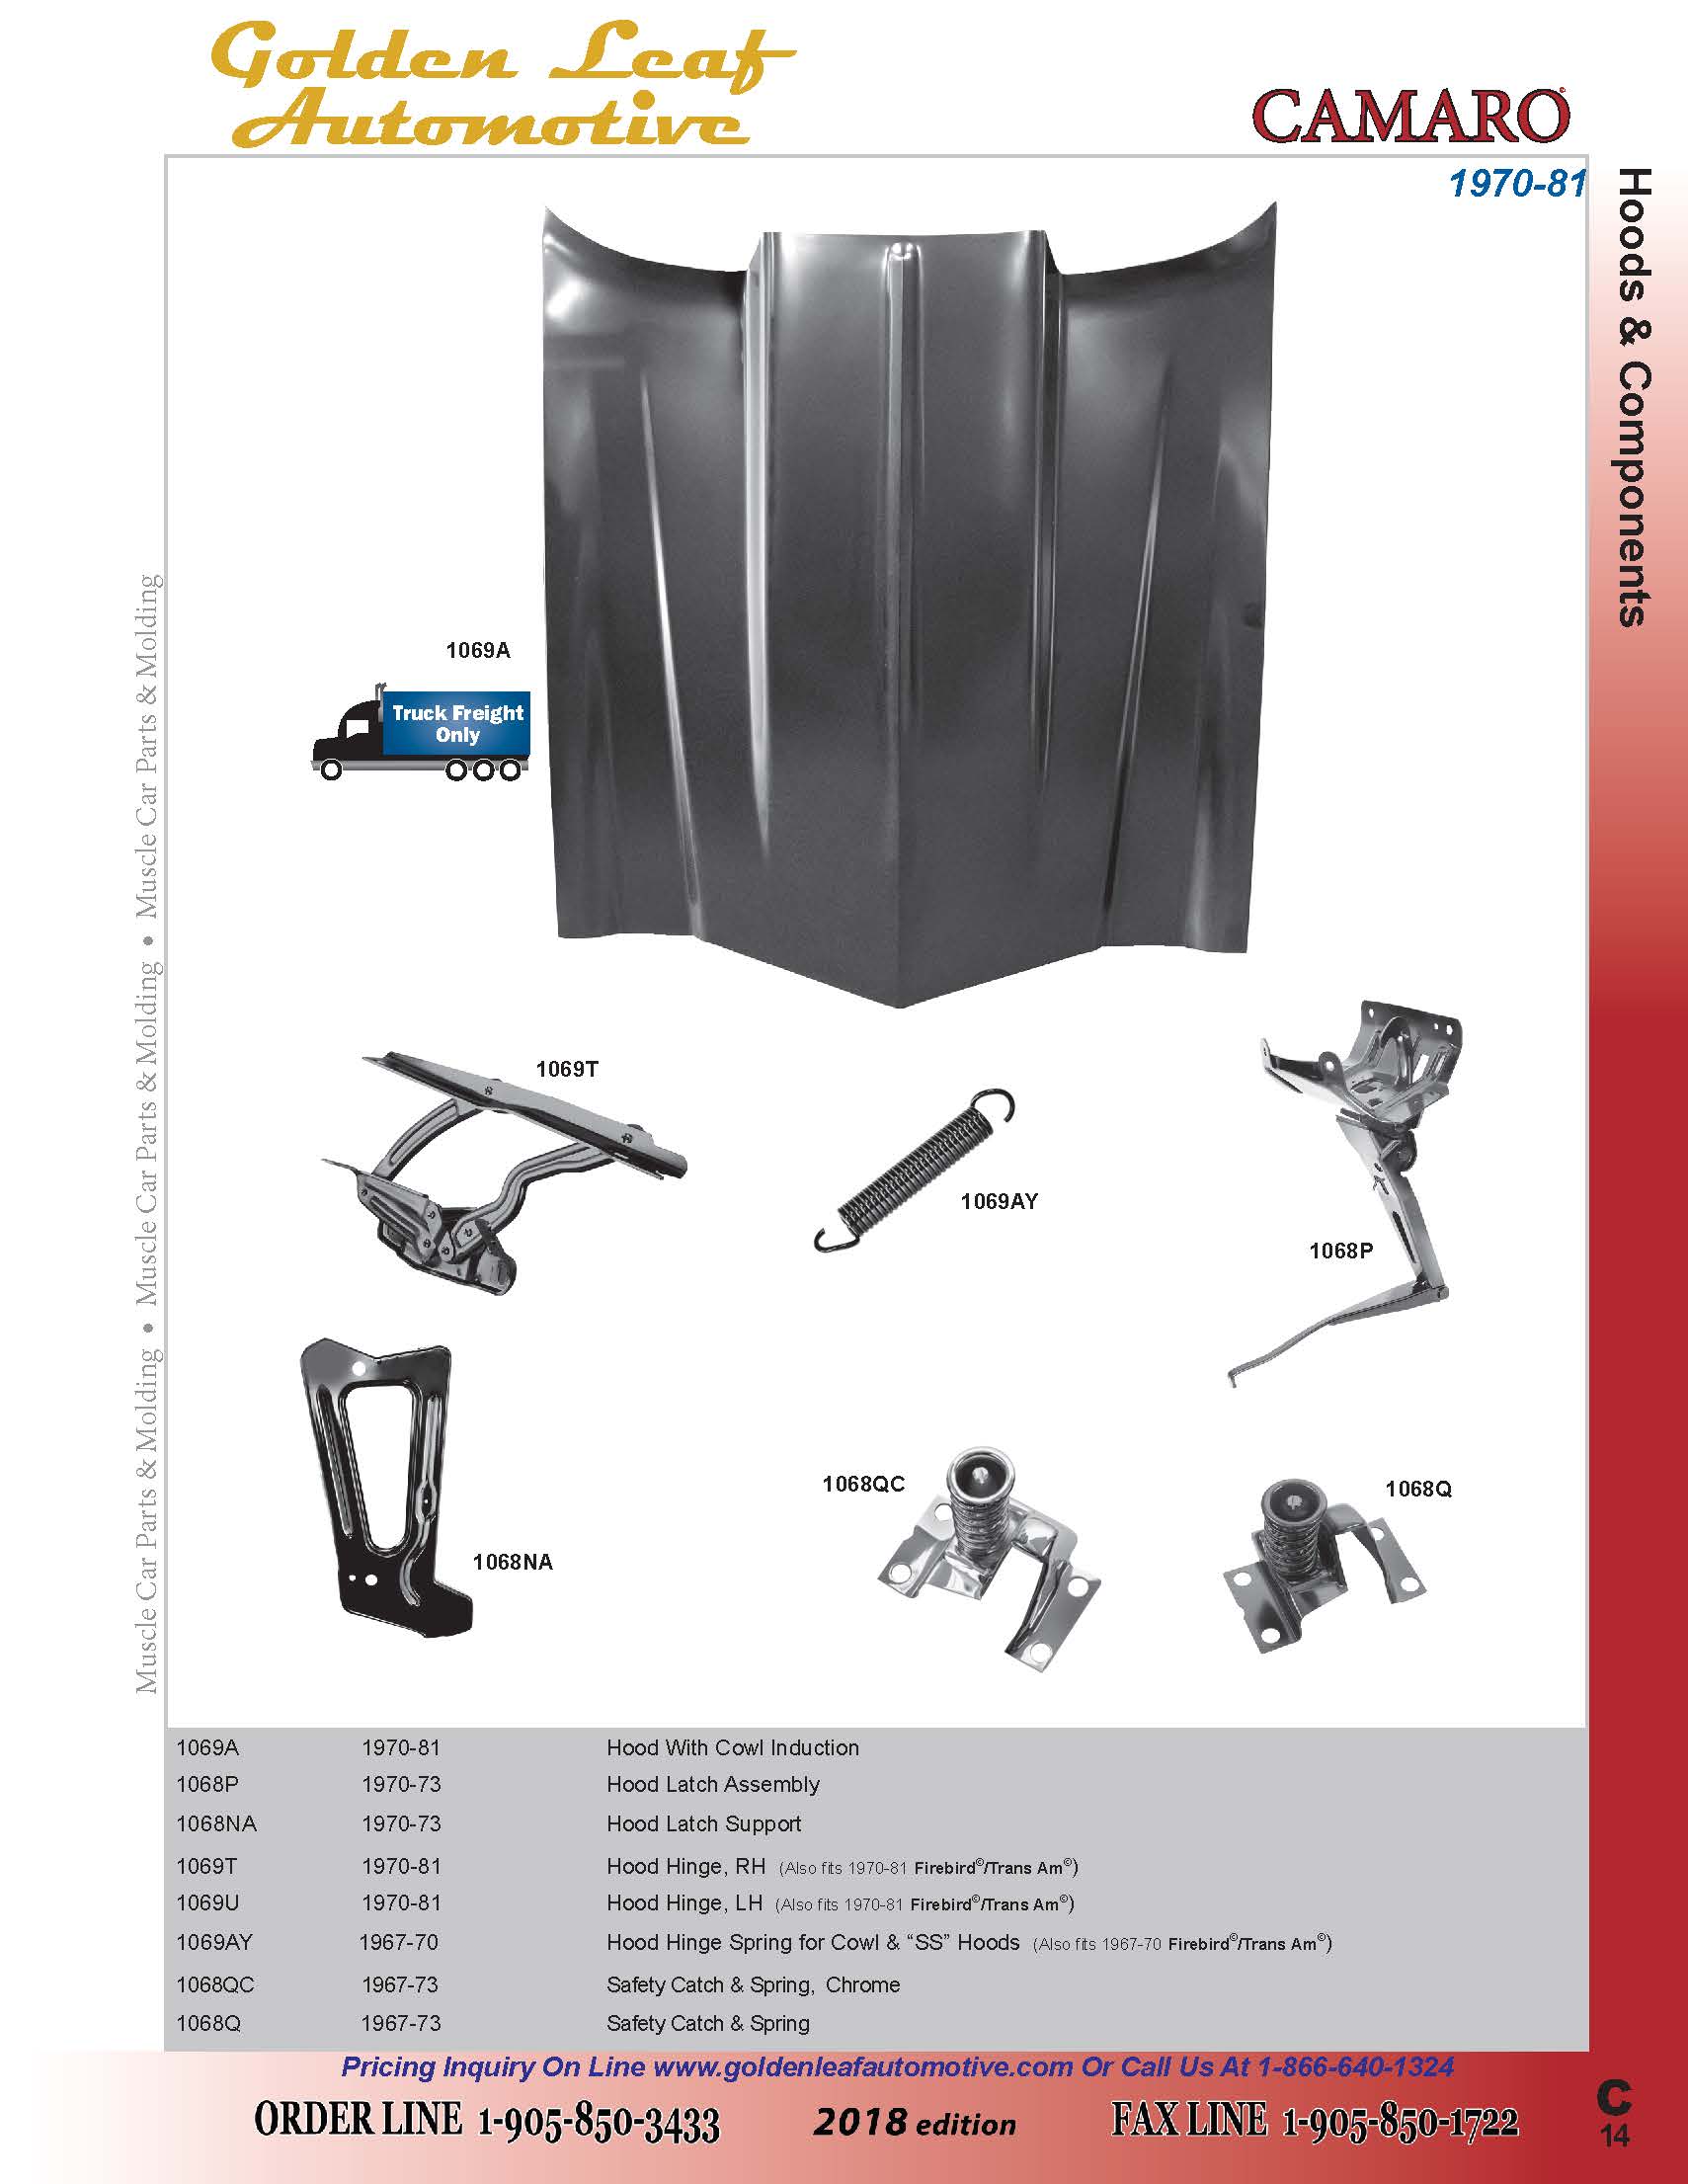 Golden Leaf
Automotive
CAMARO®
1970-81
Hoods & Components
Muscle Car Parts & Molding • Muscle Car Parts & Molding • Muscle Car Parts & Molding
1069A
Truck Freight
Only
1069T
1069AY
1068P
1068NA
1068QC
1068Q
1069A 1970-81 Hood With Cowl Induction
1068P 1970-73 Hood Latch Assembly
1068NA 1970-73 Hood Latch Support
1069T 1970-81 Hood Hinge, RH (Also fits 1970-81 Firebird©/Trans Am©)
1069U 1970-81 Hood Hinge, LH (Also fits 1970-81 Firebird©/Trans Am©)
1069AY 1967-70 Hood Hinge Spring for Cowl & “SS” Hoods (Also fits 1967-70 Firebird©/Trans Am©)
1068QC 1967-73 Safety Catch & Spring, Chrome
1068Q 1967-73 Safety Catch & Spring
Pricing Inquiry On Line www.goldenleafautomotive.com Or Call Us At 1-866-640-1324
ORDER LINE 1-905-850-3433 2018 edition FAX LINE 1-905-850-1722
C
14